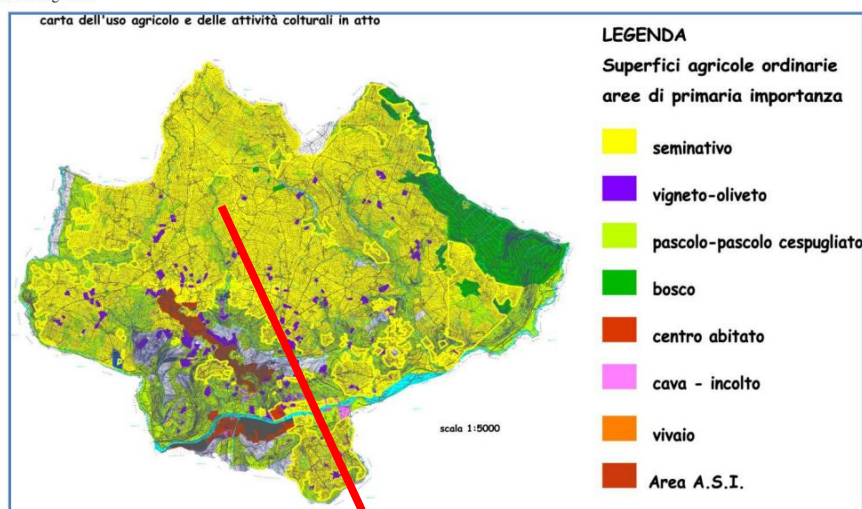 carta dell'uso agricolo e delle attività colturali in atto
LEGENDA
Superfici agricole ordinarie
aree di primaria importanza
seminativo
vigneto-oliveto
pascolo-pascolo cespugliato
bosco
centro abitato
cava - incolto
vivaio
Area A.S.I.
scala 1:5000